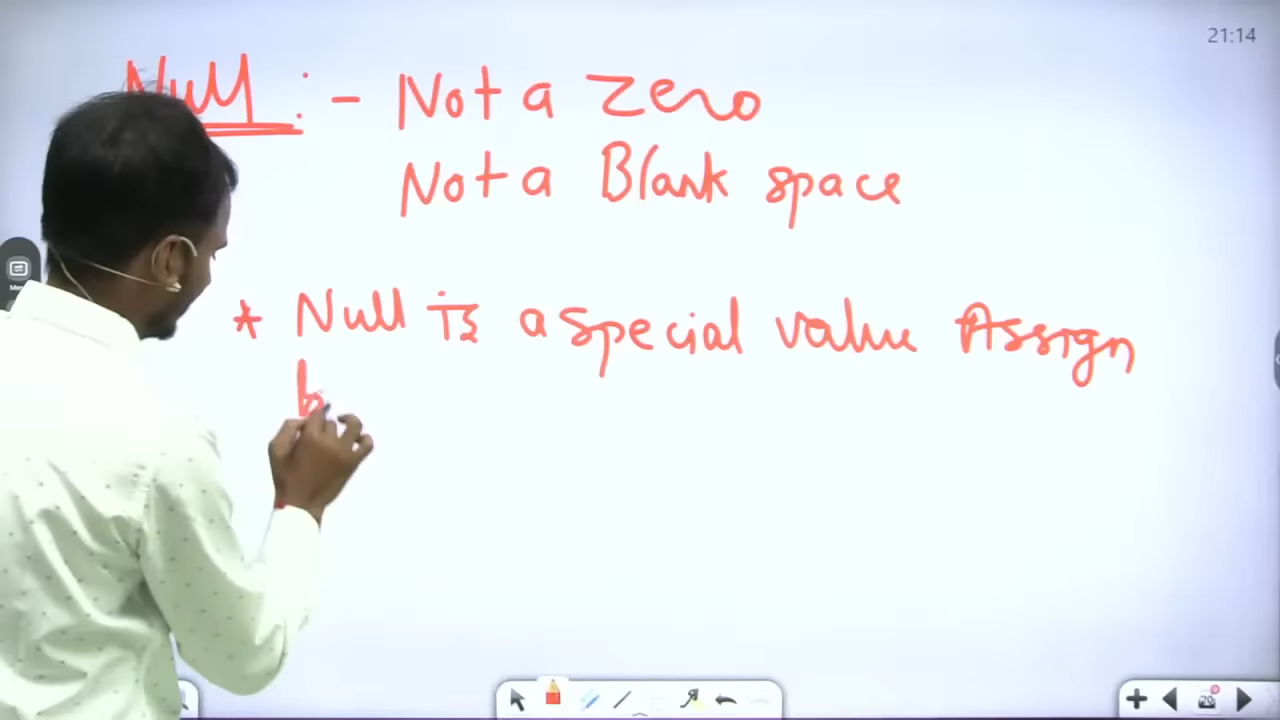 21:14
Null : - Not a Zero
Not a Blank space
* Null is a special value Assign
b